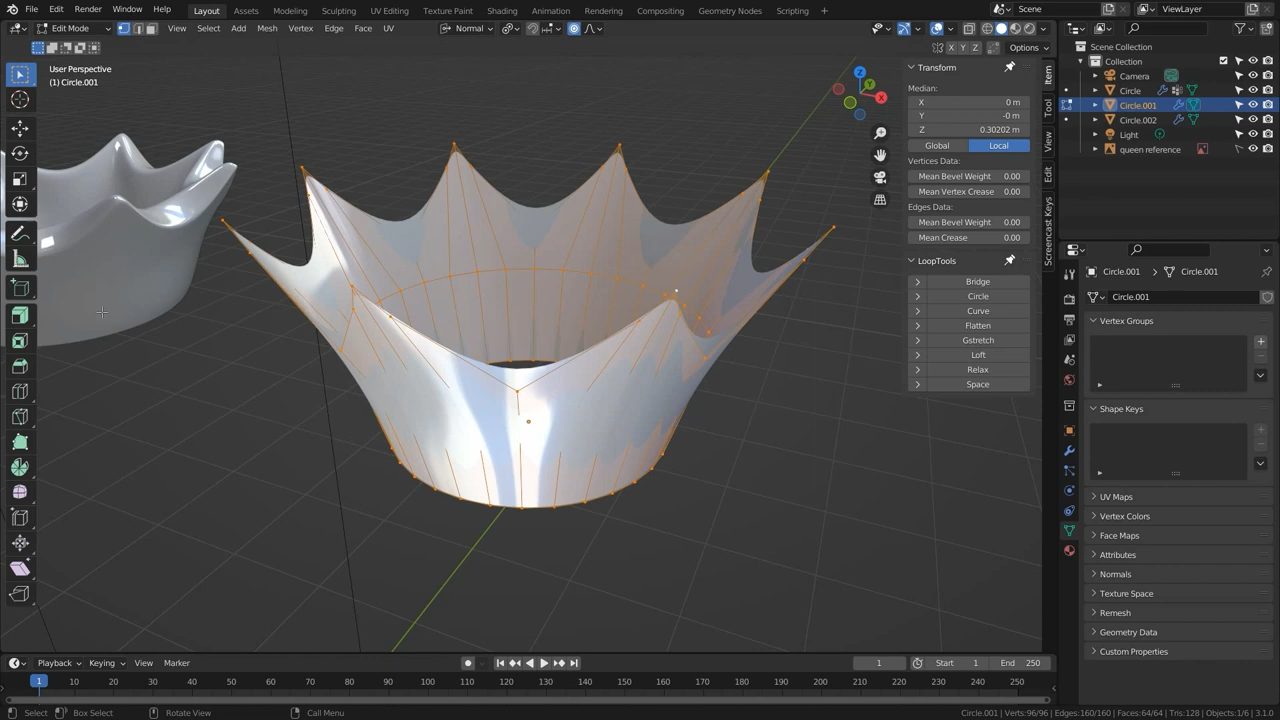 File Edit Render Window Help Layout Assets Modeling Sculpting UV Editing Texture Paint Shading Animation Rendering Compositing Geometry Nodes Scripting + Scene ViewLayer
Edit Mode View Select Add Mesh Vertex Edge Face UV Normal
X Y Z Options
User Perspective
(1) Circle.001
Z
Y
X
Transform
Median:
X 0 m
Y -0 m
Z 0.30202 m
Global Local
Vertices Data:
Mean Bevel Weight 0.00
Mean Vertex Crease 0.00
Edges Data:
Mean Bevel Weight 0.00
Mean Crease 0.00
LoopTools
Bridge
Circle
Curve
Flatten
Gstretch
Loft
Relax
Space
Item
Tool
View
Edit
Screencast Keys
Scene Collection
Collection
Camera
Circle
Circle.001
Circle.002
Light
queen reference
Circle.001 Circle.001
Circle.001
Vertex Groups
Shape Keys
UV Maps
Vertex Colors
Face Maps
Attributes
Normals
Texture Space
Remesh
Geometry Data
Custom Properties
Playback Keying View Marker 1 Start 1 End 250
1 10 20 30 40 50 60 70 80 90 100 110 120 130 140 150 160 170 180 190 200 210 220 230 240 250
Select Box Select Rotate View Call Menu Circle.001 | Verts:96/96 | Edges:160/160 | Faces:64/64 | Tris:128 | Objects:1/6 | 3.1.0